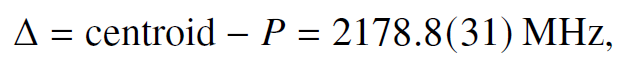 Δ = centroid − P = 2178.8(31) MHz,